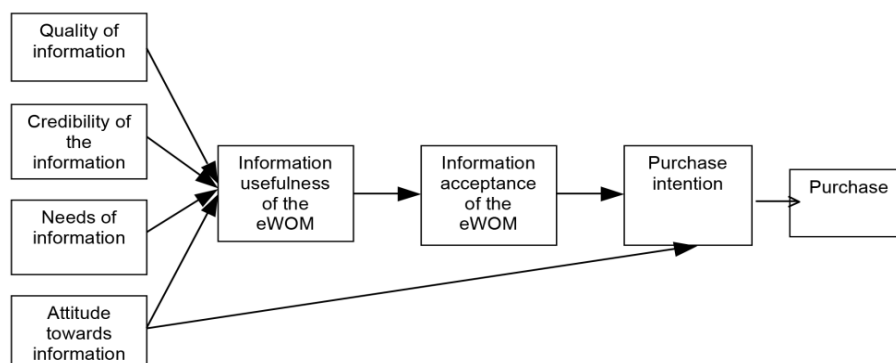 Quality of
information
Credibility of
the
information
Needs of
information
Attitude
towards
information
Information
usefulness
of the
eWOM
Information
acceptance
of the
eWOM
Purchase
intention
Purchase